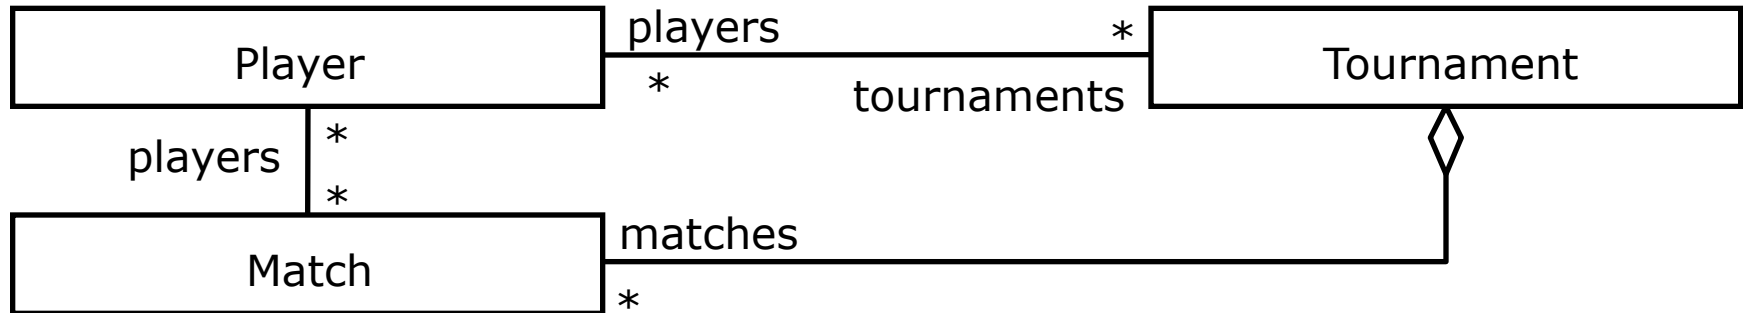 Player
players
*
*
tournaments
Tournament
players
*
*
Match
matches
*